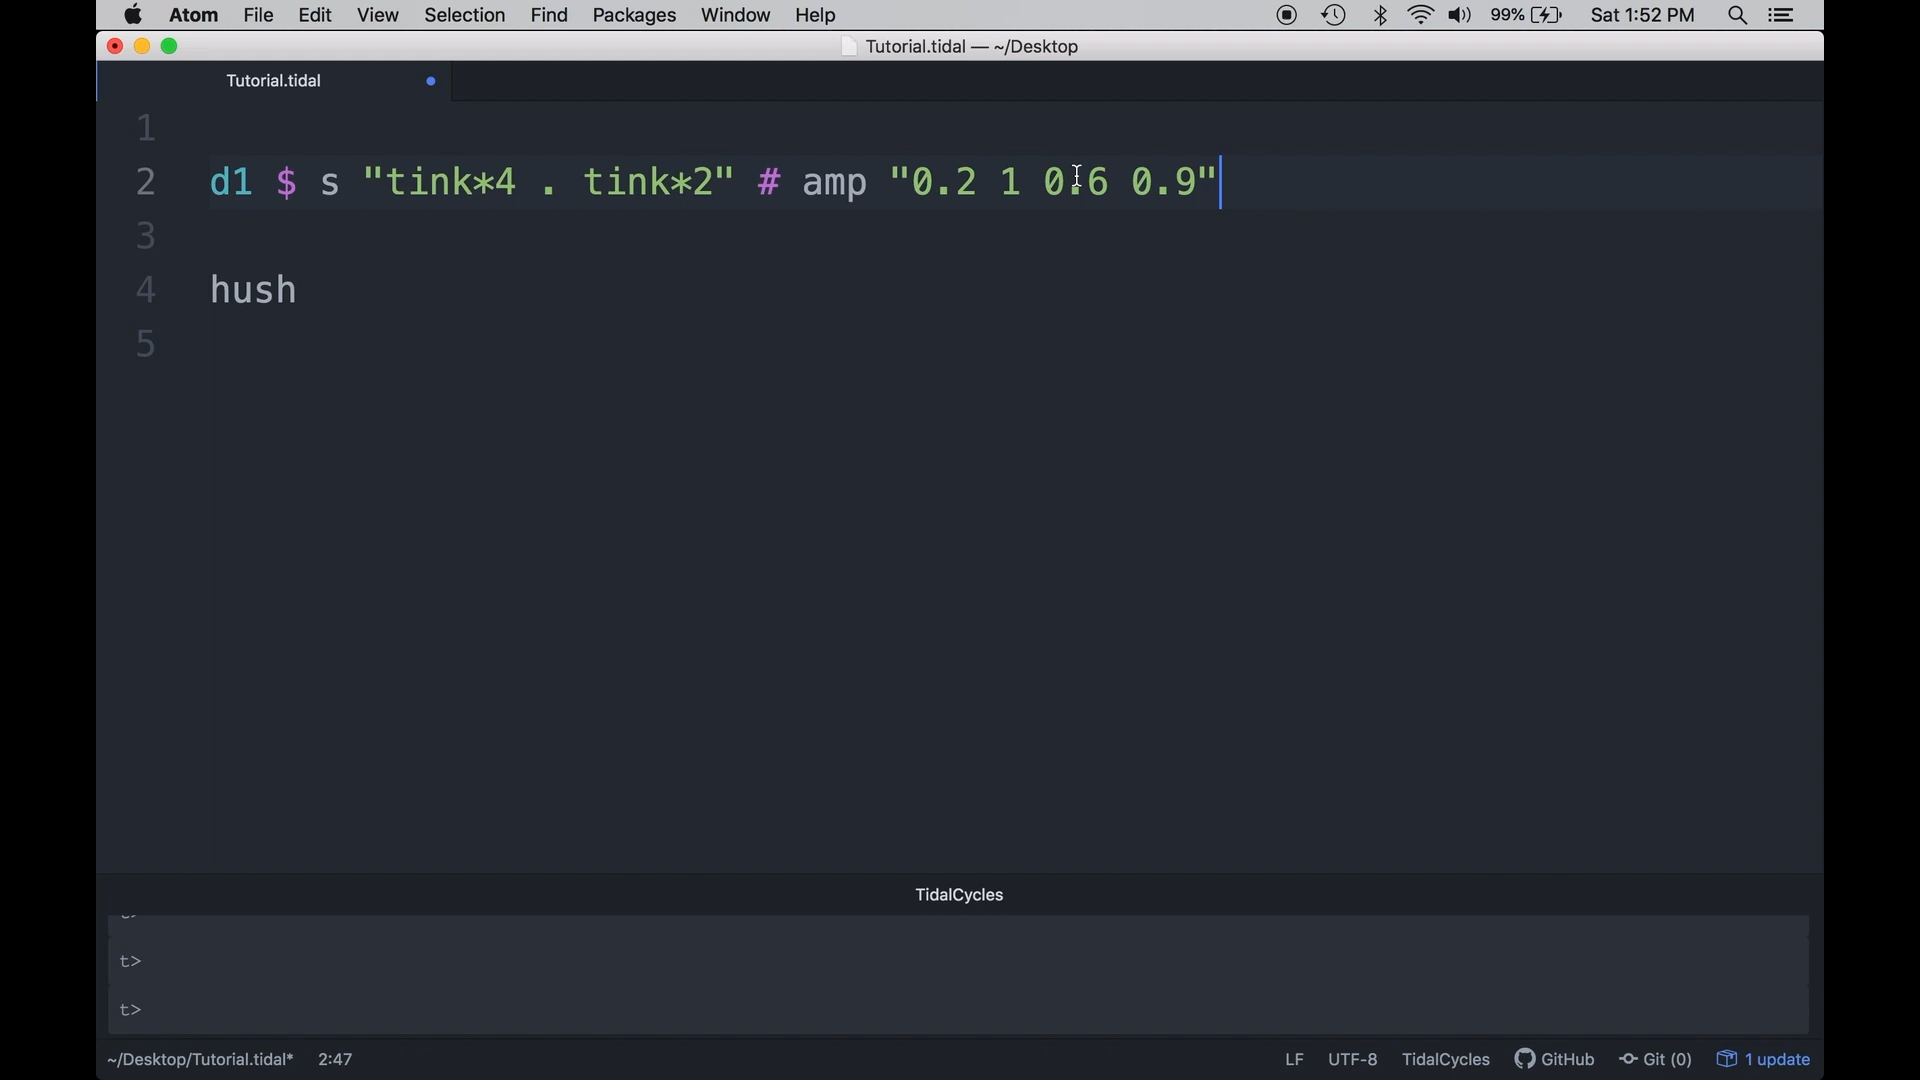 Atom File Edit View Selection Find Packages Window Help 99% Sat 1:52 PM
Tutorial.tidal — ~/Desktop
Tutorial.tidal
1
2 d1 $ s "tink*4 . tink*2" # amp "0.2 1 0.6 0.9"
3
4 hush
5
TidalCycles
t>
t>
~/Desktop/Tutorial.tidal* 2:47 LF UTF-8 TidalCycles GitHub Git (0) 1 update